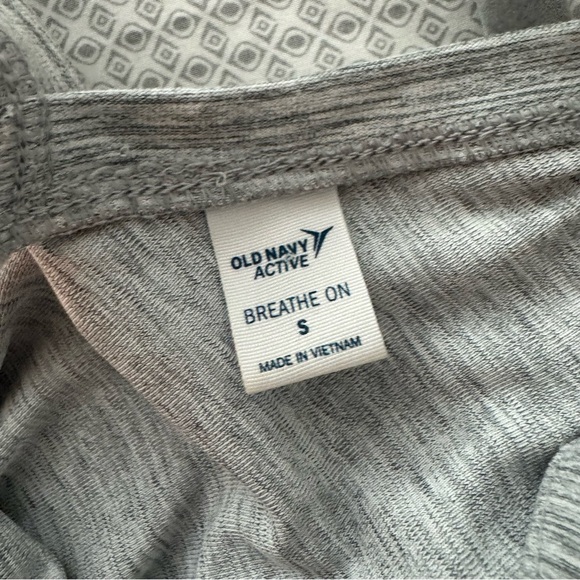 OLD NAVY
ACTIVE
BREATHE ON
S
MADE IN VIETNAM